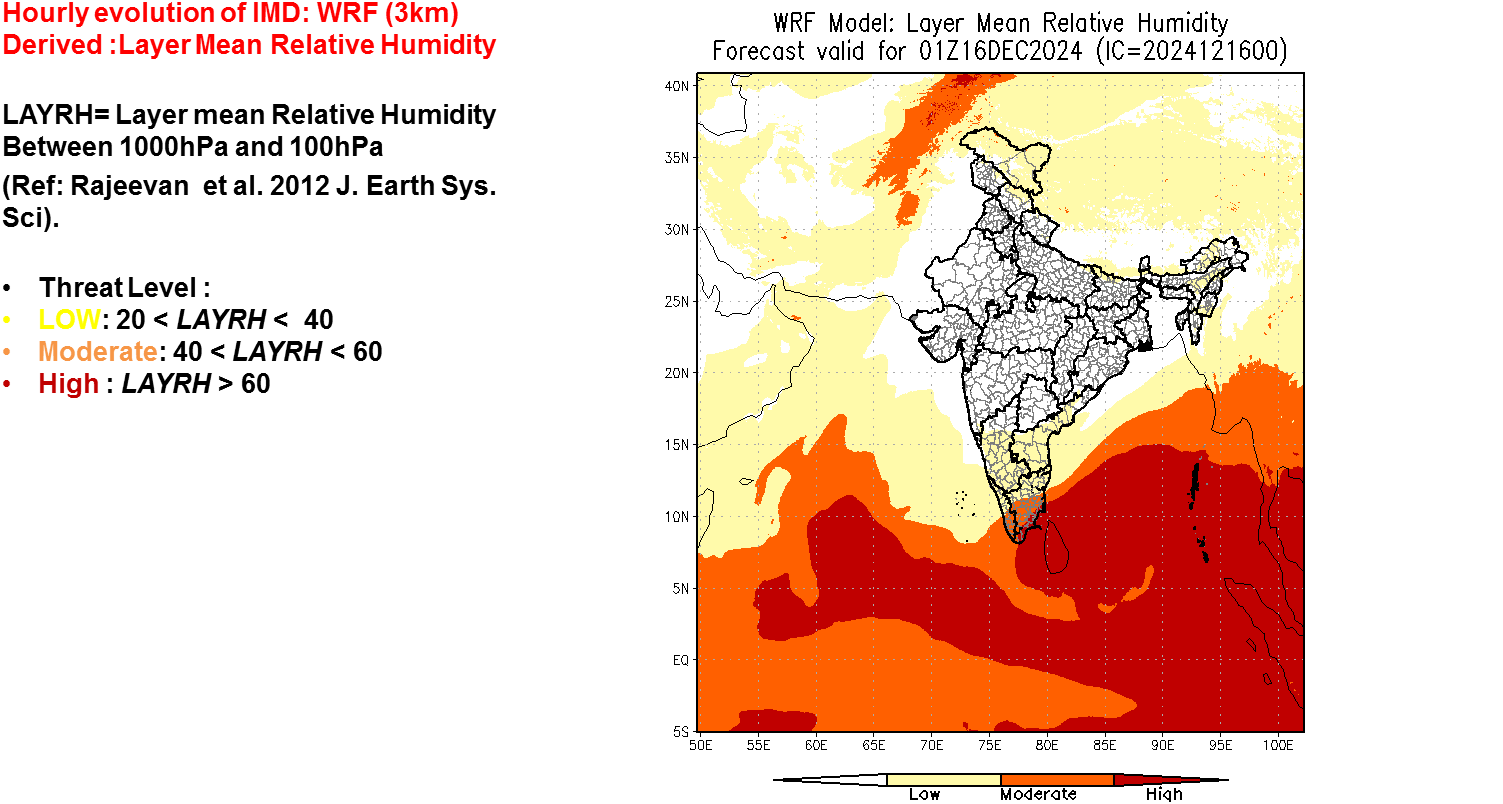 Hourly evolution of IMD: WRF (3km)
Derived :Layer Mean Relative Humidity
LAYRH= Layer mean Relative Humidity
Between 1000hPa and 100hPa
(Ref: Rajeevan et al. 2012 J. Earth Sys.
Sci).
• Threat Level :
• LOW: 20 < LAYRH < 40
• Moderate: 40 < LAYRH < 60
• High : LAYRH > 60
WRF Model: Layer Mean Relative Humidity
Forecast valid for 01Z16DEC2024 (IC=2024121600)
40N
35N
30N
25N
20N
15N
10N
5N
EQ
5S
50E 55E 60E 65E 70E 75E 80E 85E 90E 95E 100E
Low Moderate High